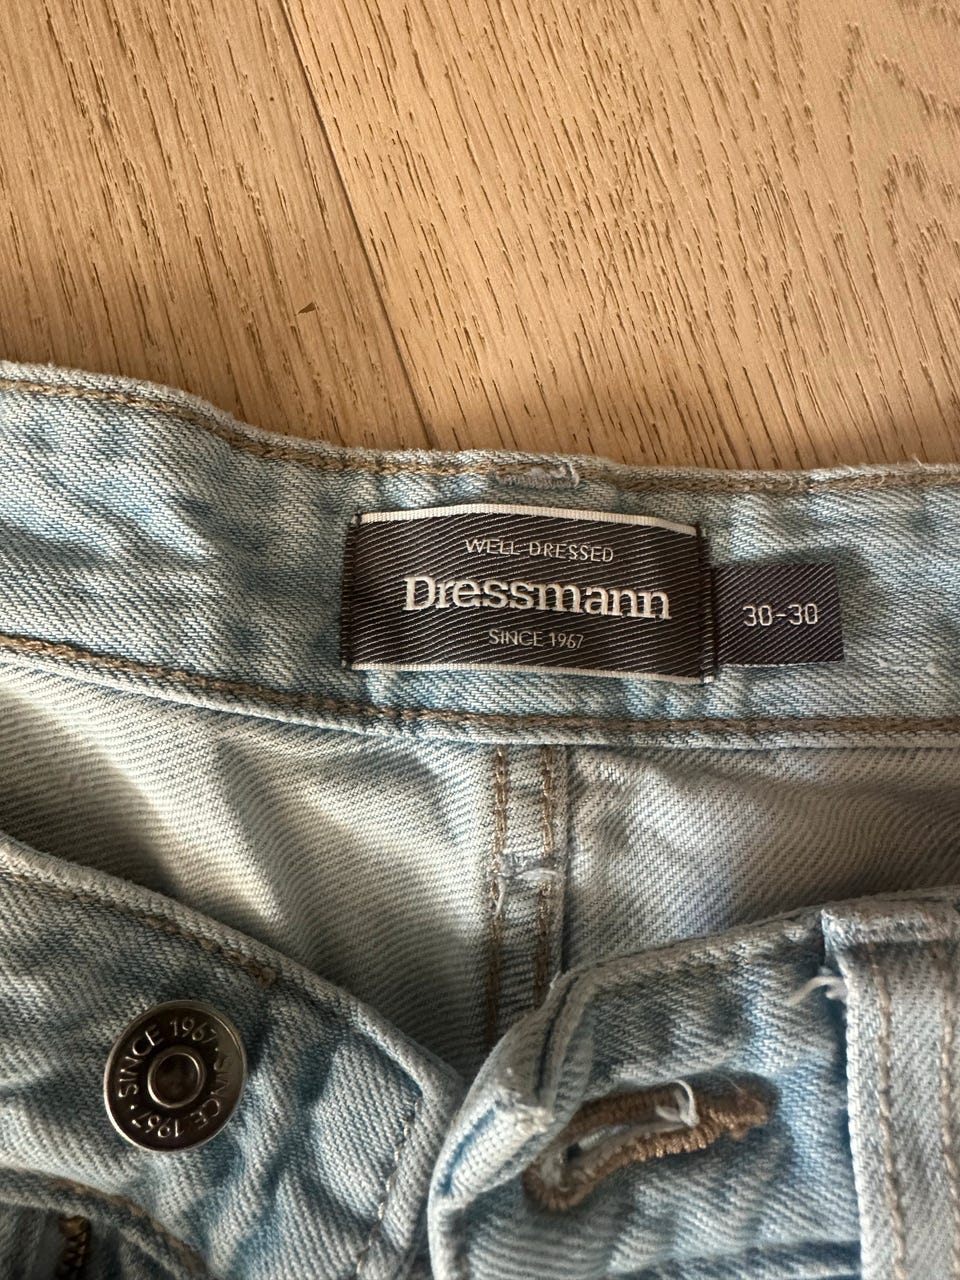 WELL DRESSED
Dressmann
SINCE 1967
30-30
SINCE 1967 · SINCE 1967 ·